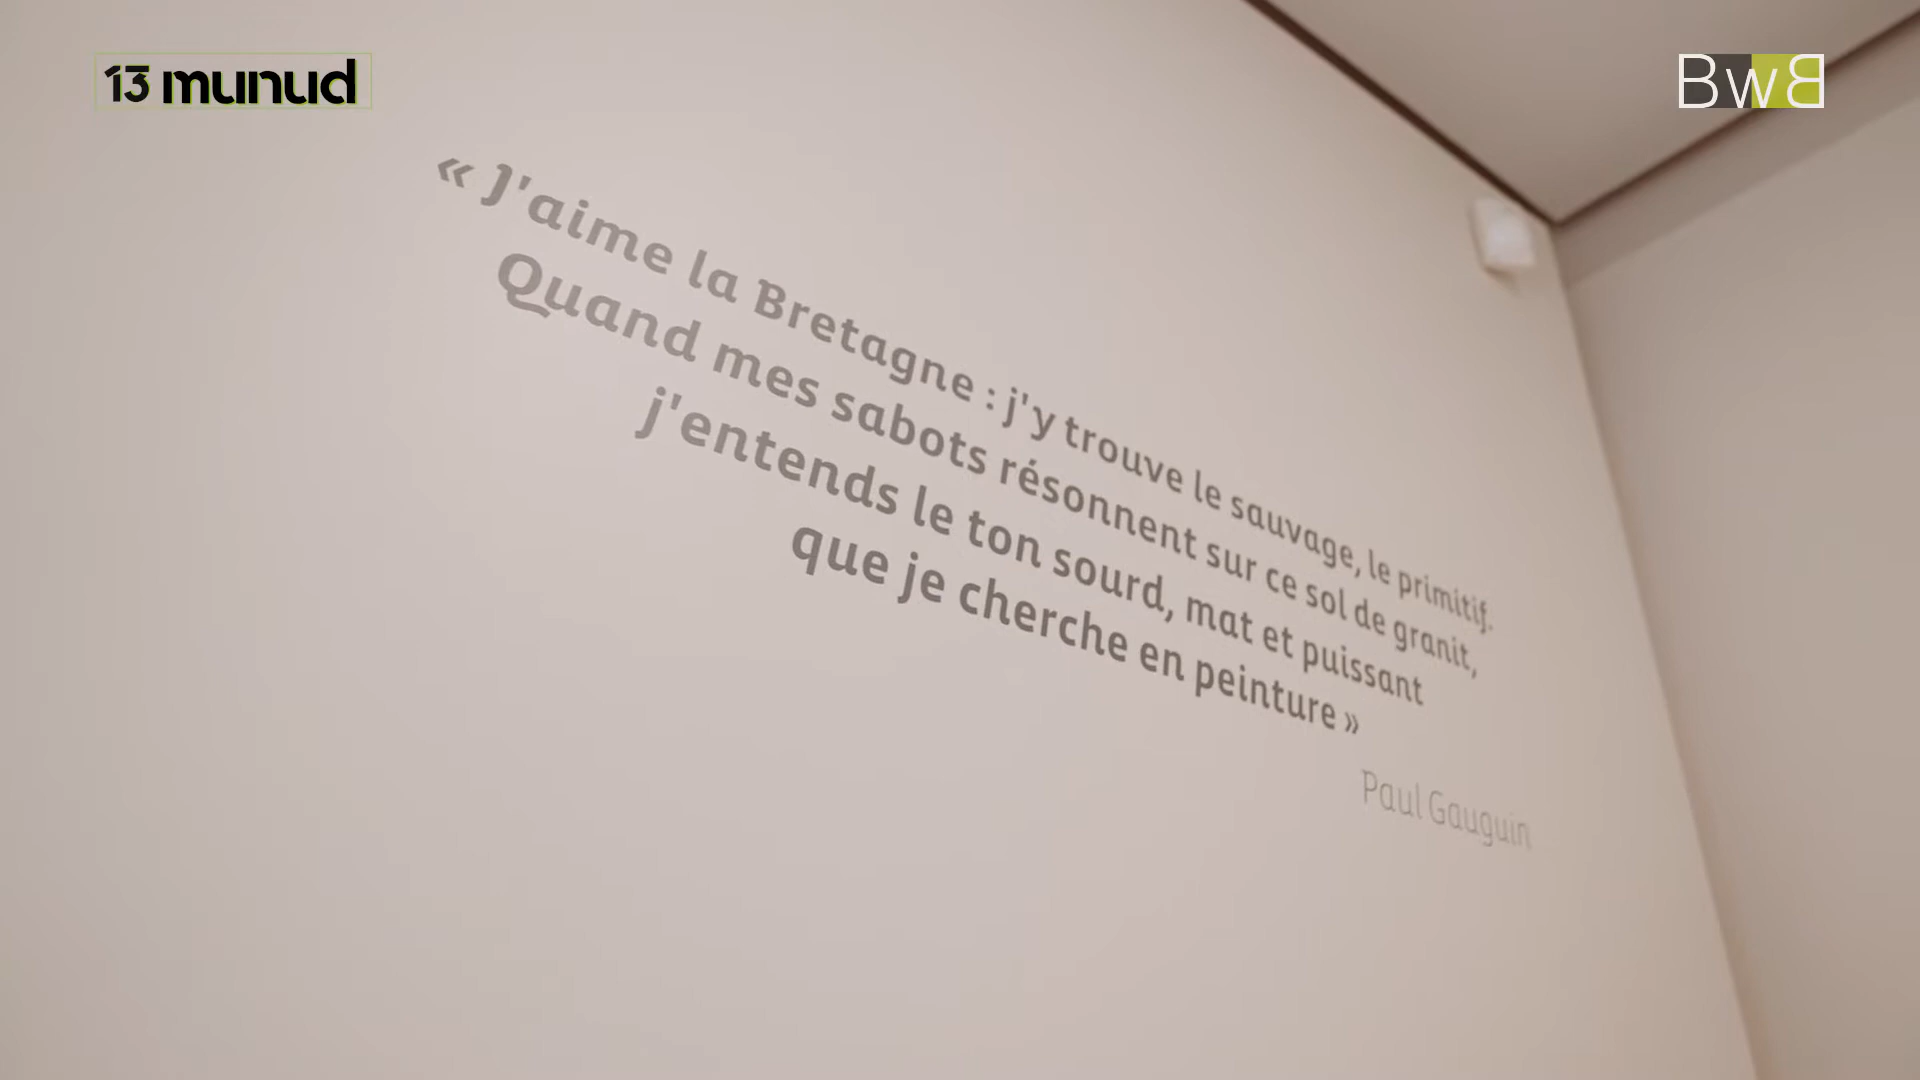 13 munud
BwB
« J'aime la Bretagne : j'y trouve le sauvage, le primitif.
Quand mes sabots résonnent sur ce sol de granit,
j'entends le ton sourd, mat et puissant
que je cherche en peinture »
Paul Gauguin